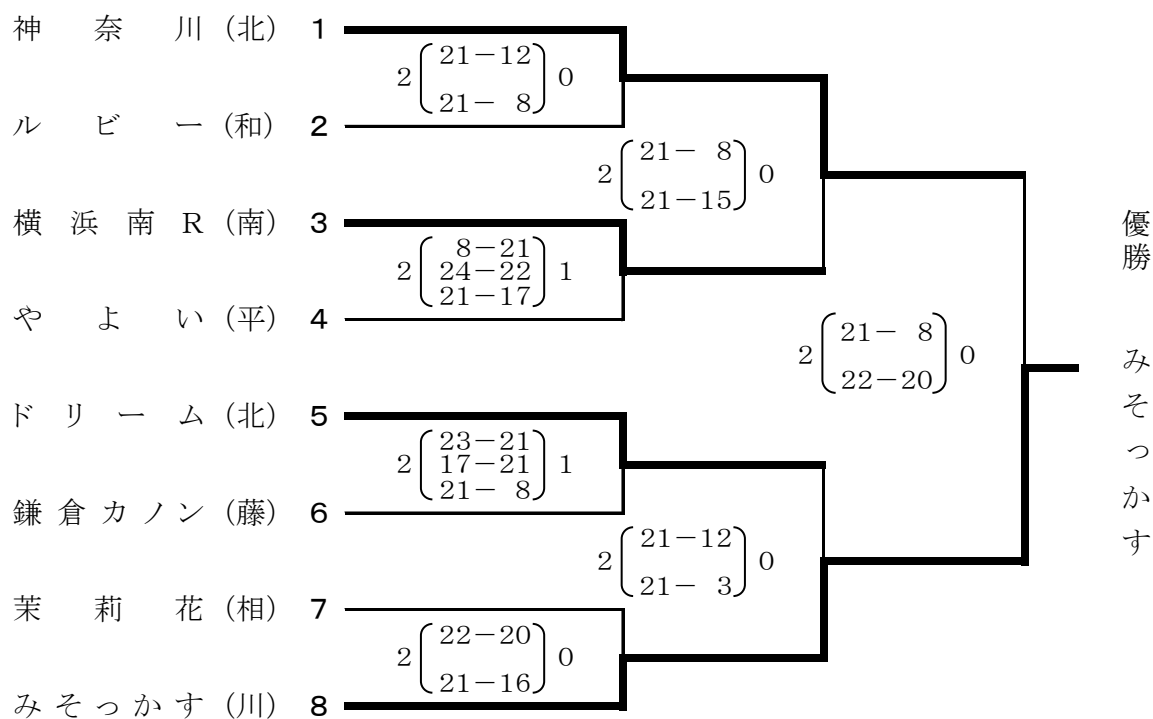 神奈川(北) 1
2 21-12 0
21- 8
ルビー(和) 2
2 21- 8 0
21-15
横浜南R(南) 3
8-21
2 24-22 1
21-17
やよい(平) 4
2 21- 8 0
22-20
ドリーム(北) 5
23-21
2 17-21 1
21- 8
鎌倉カノン(藤) 6
2 21-12 0
21- 3
茉莉花(相) 7
2 22-20 0
21-16
みそっかす(川) 8
優勝 みそっかす